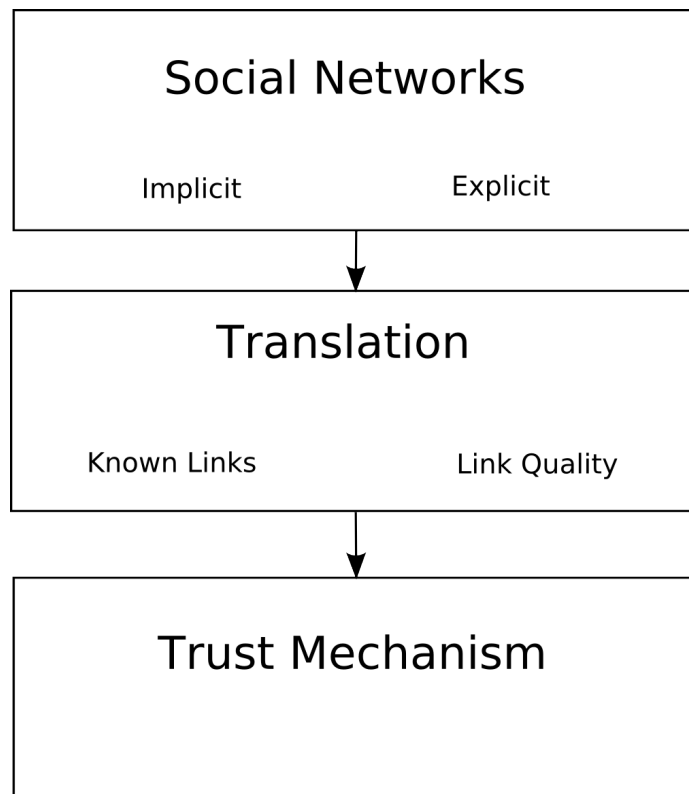 Social Networks
Implicit
Explicit
Translation
Known Links
Link Quality
Trust Mechanism